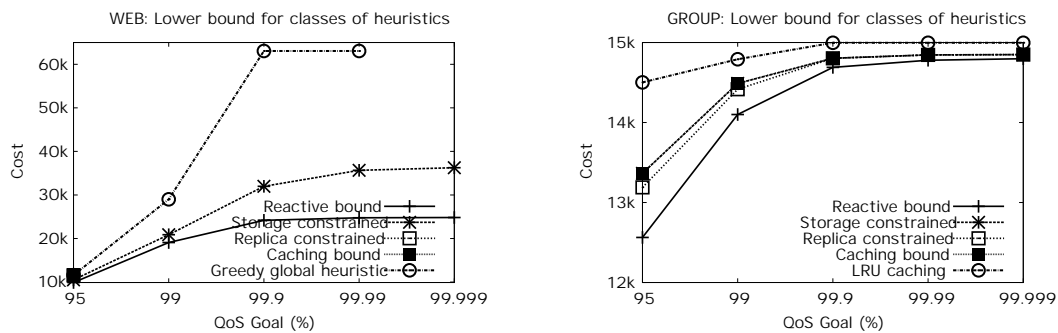 WEB: Lower bound for classes of heuristics
60k
50k
40k
30k
20k
10k
Cost
Reactive bound
Storage constrained
Replica constrained
Caching bound
Greedy global heuristic
95 99 99.9 99.99 99.999
QoS Goal (%)
GROUP: Lower bound for classes of heuristics
15k
14k
13k
12k
Cost
Reactive bound
Storage constrained
Replica constrained
Caching bound
LRU caching
95 99 99.9 99.99 99.999
QoS Goal (%)